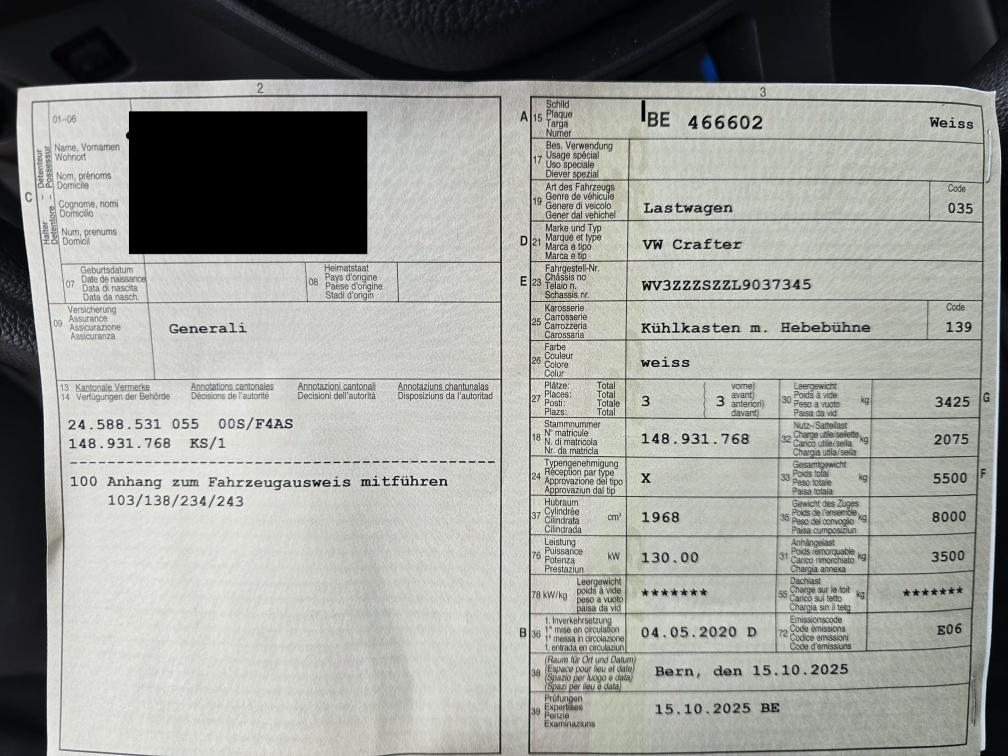 2
01-06
C
Halter – Détenteur
Detentore – Possessur
Name, Vornamen
Wohnort
Nom, prénoms
Domicile
Cognome, nomi
Domicilio
Num, prenums
Domicil
07
Geburtsdatum
Date de naissance
Data di nascita
Data da nasch.
08
Heimatstaat
Pays d'origine
Paese d'origine
Stadi d'origin
09
Versicherung
Assurance
Assicurazione
Assicuranza
Generali
13 Kantonale Vermerke Annotations cantonales Annotazioni cantonali Annotaziuns chantunalas
14 Verfügungen der Behörde Décisions de l'autorité Decisioni dell'autorità Disposiziuns da l'autoritad
24.588.531 055 00S/F4AS
148.931.768 KS/1
100 Anhang zum Fahrzeugausweis mitführen
103/138/234/243
3
A 15
Schild
Plaque
Targa
Numer
BE 466602 Weiss
17
Bes. Verwendung
Usage spécial
Uso speciale
Diever spezial
19
Art des Fahrzeugs
Genre de véhicule
Genere di veicolo
Gener dal vehichel
Lastwagen
Code
035
D 21
Marke und Typ
Marque et type
Marca e tipo
Marca e tip
VW Crafter
E 23
Fahrgestell-Nr.
Châssis no
Telaio n.
Schassis nr.
WV3ZZZSZZL9037345
25
Karosserie
Carrosserie
Carrozzeria
Carossaria
Kühlkasten m. Hebebühne
Code
139
26
Farbe
Couleur
Colore
Colur
weiss
27
Plätze: Total
Places: Total
Posti: Totale
Plazs: Total
3
vorne)
avant)
anteriori)
davant)
3
30
Leergewicht
Poids à vide
Peso a vuoto
Paisa da vid
kg
3425
G
18
Stammnummer
N° matricule
N. di matricola
Nr. da matricla
148.931.768
32
Nutz-/Sattellast
Charge utile/sellette
Carico utile/sella
Chargia utila/sella
kg
2075
24
Typengenehmigung
Réception par type
Approvazione del tipo
Approvaziun dal tip
X
33
Gesamtgewicht
Poids total
Peso totale
Paisa totala
kg
5500
F
37
Hubraum
Cylindrée
Cilindrata
Cilindrada
cm³
1968
35
Gewicht des Zuges
Poids de l'ensemble
Peso del convoglio
Paisa cumposiziun
kg
8000
76
Leistung
Puissance
Potenza
Prestaziun
kW
130.00
31
Anhängelast
Poids remorquable
Carico rimorchiato
Chargia annexa
kg
3500
78 kW/kg
Leergewicht
poids à vide
peso a vuoto
paisa da vid
*******
55
Dachlast
Charge sur le toit
Carico sul tetto
Chargia sin il tetg
kg
*******
B 36
1. Inverkehrsetzung
1re mise en circulation
1a messa in circolazione
1. entrada en circulaziun
04.05.2020 D
72
Emissionscode
Code émissions
Codice emissioni
Code d'emissiuns
E06
38
(Raum für Ort und Datum)
(Espace pour lieu et date)
(Spazio per luogo e data)
(Spazi per lieu e data)
Bern, den 15.10.2025
39
Prüfungen
Expertises
Perizie
Examinaziuns
15.10.2025 BE